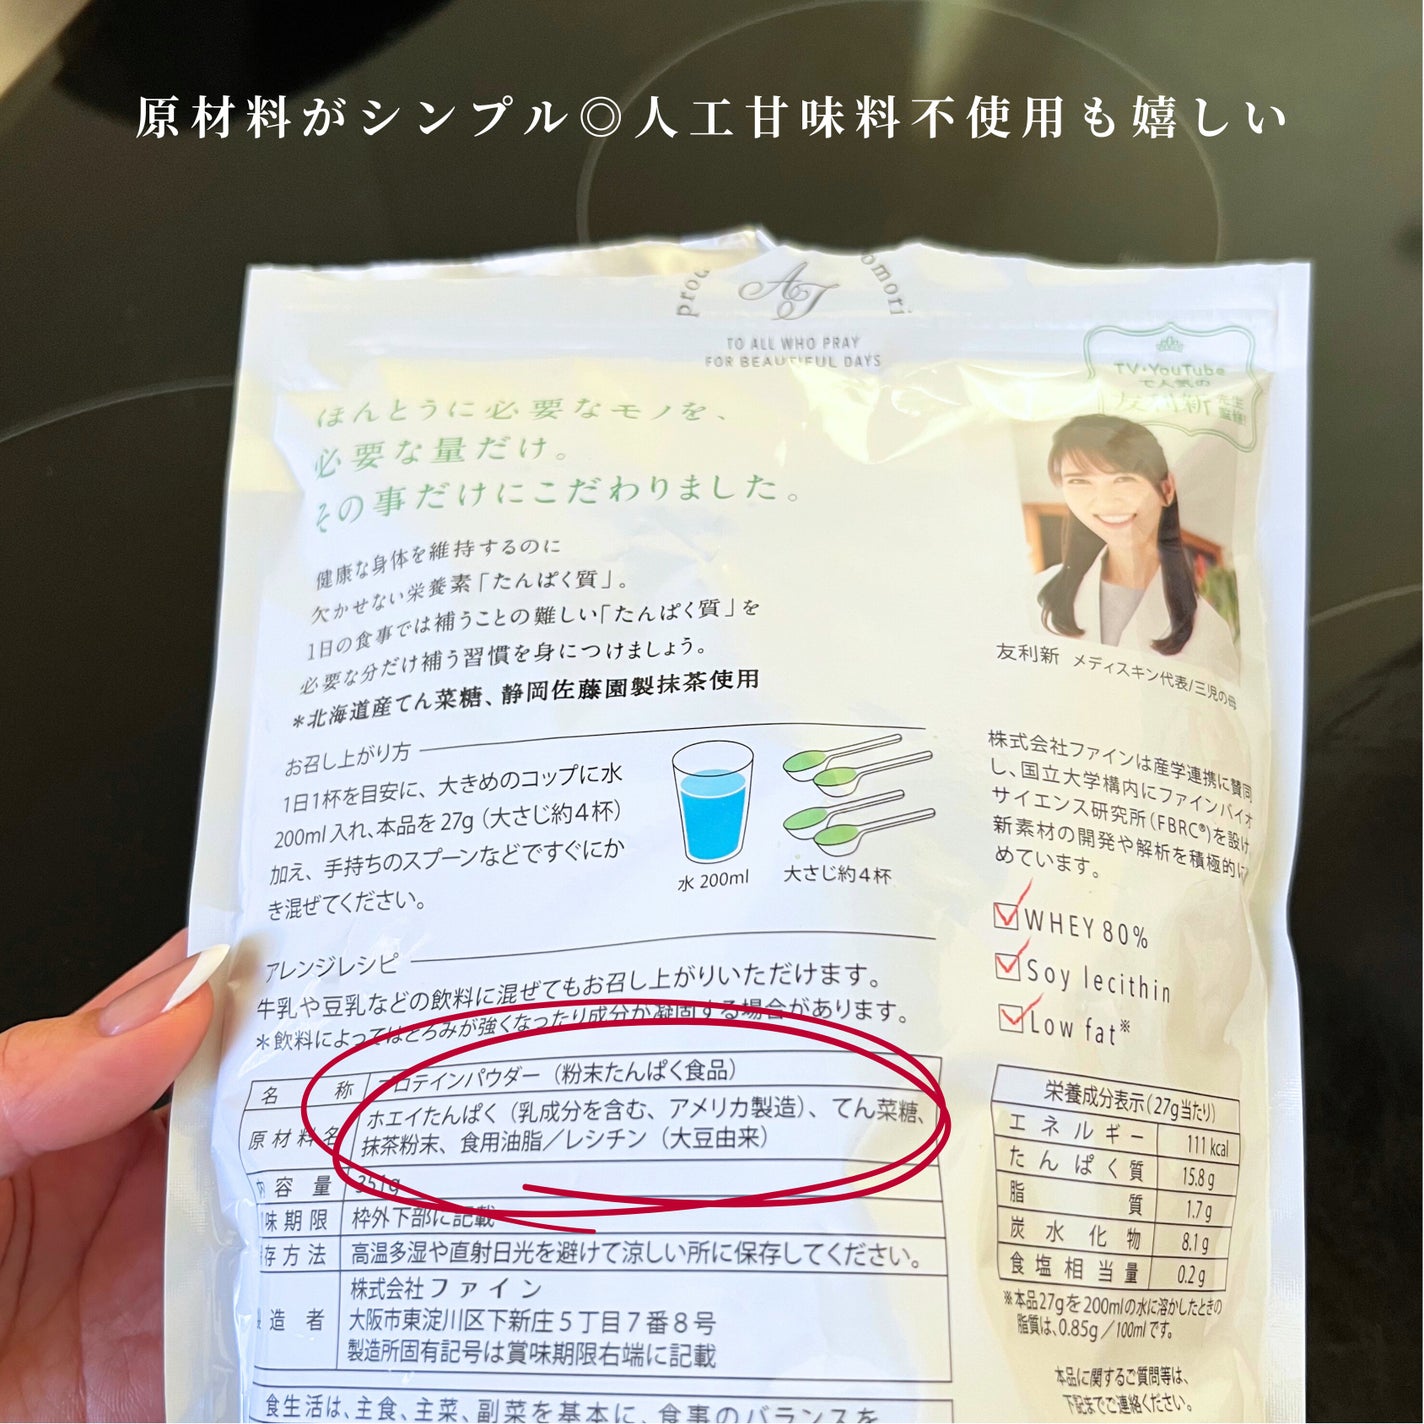 原材料がシンプル◎人工甘味料不使用も嬉しい
AT
TO ALL WHO PRAY
FOR BEAUTIFUL DAYS
TV・YouTube
で人気の
友利新
ほんとうに必要なモノを、
必要な量だけ。
その事だけにこだわりました。
健康な身体を維持するのに
欠かせない栄養素「たんぱく質」。
1日の食事では補うことの難しい「たんぱく質」を
必要な分だけ補う習慣を身につけましょう。
＊北海道産てん菜糖、静岡佐藤園製抹茶使用
友利新 メディスキン代表/三児の母
お召し上がり方
1日1杯を目安に、大きめのコップに水
200ml入れ、本品を27g（大さじ約4杯）
加え、手持ちのスプーンなどですぐにか
き混ぜてください。
水 200ml
大さじ約4杯
アレンジレシピ
牛乳や豆乳などの飲料に混ぜてもお召し上がりいただけます。
＊飲料によってはとろみが強くなったり成分が凝固する場合があります。
株式会社ファインは産学連携に賛同
し、国立大学構内にファインバイオ
サイエンス研究所（FBRC®）を設け
新素材の開発や解析を積極的に
めています。
WHEY 80%
Soy lecithin
Low fat※
名称 プロテインパウダー（粉末たんぱく食品）
原材料名 ホエイたんぱく（乳成分を含む、アメリカ製造）、てん菜糖、
抹茶粉末、食用油脂／レシチン（大豆由来）
内容量 351g
味期限 枠外下部に記載
存方法 高温多湿や直射日光を避けて涼しい所に保存してください。
造者 株式会社ファイン
大阪市東淀川区下新庄5丁目7番8号
製造所固有記号は賞味期限右端に記載
食生活は、主食、主菜、副菜を基本に、食事のバランスを
栄養成分表示（27g当たり）
エネルギー 111 kcal
たんぱく質 15.8 g
脂質 1.7 g
炭水化物 8.1 g
食塩相当量 0.2 g
※本品27gを200mlの水に溶かしたときの
脂質は、0.85g／100mlです。
本品に関するご質問等は、
下記までご連絡ください。